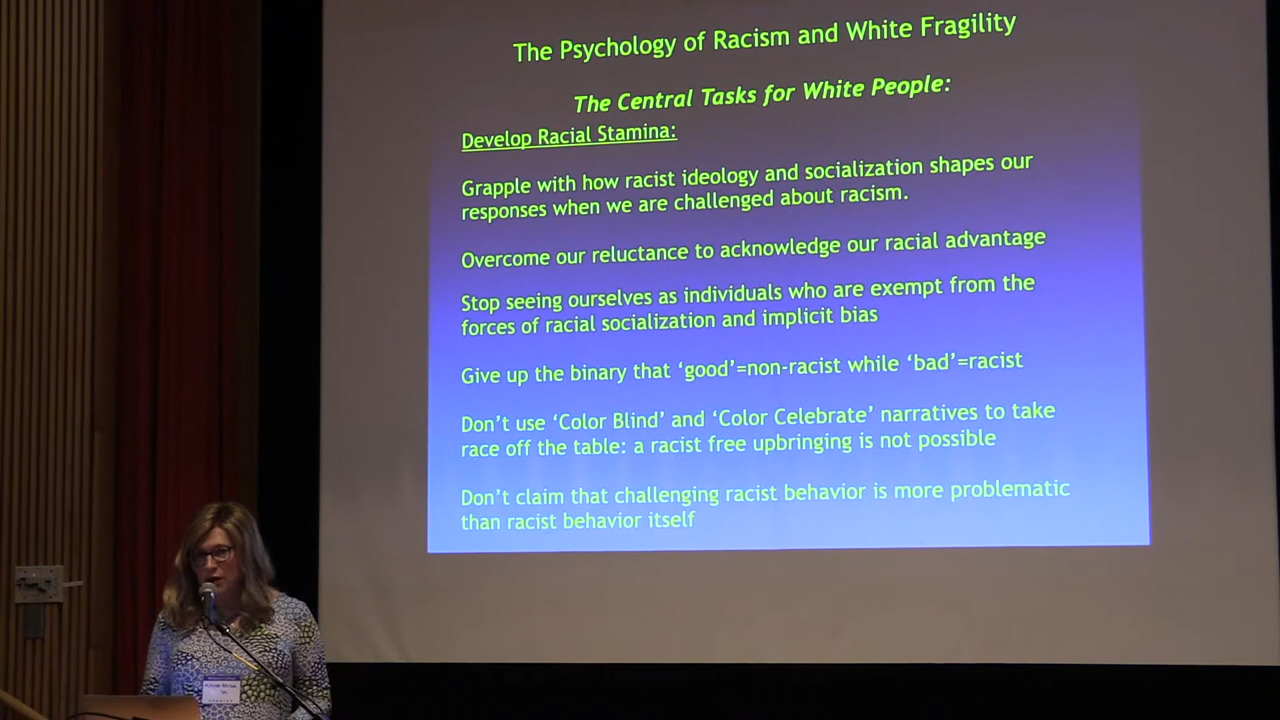 The Psychology of Racism and White Fragility
The Central Tasks for White People:
Develop Racial Stamina:
Grapple with how racist ideology and socialization shapes our
responses when we are challenged about racism.
Overcome our reluctance to acknowledge our racial advantage
Stop seeing ourselves as individuals who are exempt from the
forces of racial socialization and implicit bias
Give up the binary that ‘good’=non-racist while ‘bad’=racist
Don’t use ‘Color Blind’ and ‘Color Celebrate’ narratives to take
race off the table: a racist free upbringing is not possible
Don’t claim that challenging racist behavior is more problematic
than racist behavior itself